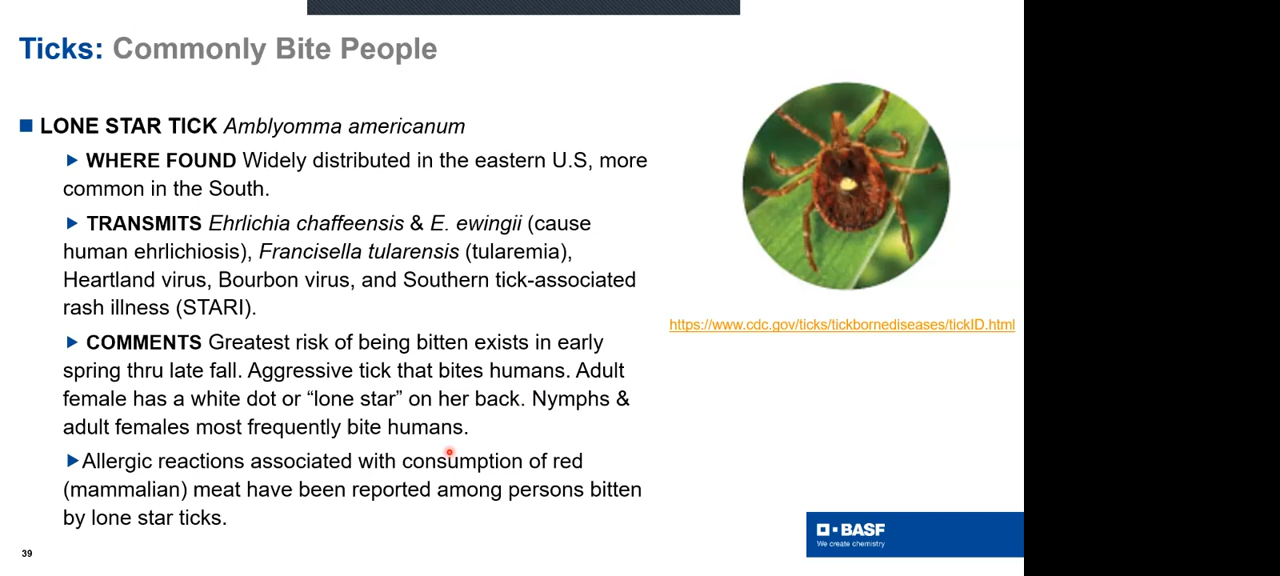 Ticks: Commonly Bite People
■ LONE STAR TICK Amblyomma americanum
► WHERE FOUND Widely distributed in the eastern U.S, more
common in the South.
► TRANSMITS Ehrlichia chaffeensis & E. ewingii (cause
human ehrlichiosis), Francisella tularensis (tularemia),
Heartland virus, Bourbon virus, and Southern tick-associated
rash illness (STARI).
► COMMENTS Greatest risk of being bitten exists in early
spring thru late fall. Aggressive tick that bites humans. Adult
female has a white dot or “lone star” on her back. Nymphs &
adult females most frequently bite humans.
►Allergic reactions associated with consumption of red
(mammalian) meat have been reported among persons bitten
by lone star ticks.
https://www.cdc.gov/ticks/tickbornediseases/tickID.html
BASF
We create chemistry
39